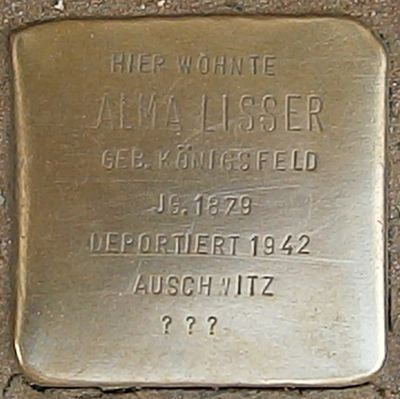 HIER WOHNTE
ALMA LISSER
GEB. KÖNIGSFELD
JG. 1879
DEPORTIERT 1942
AUSCHWITZ
? ? ?